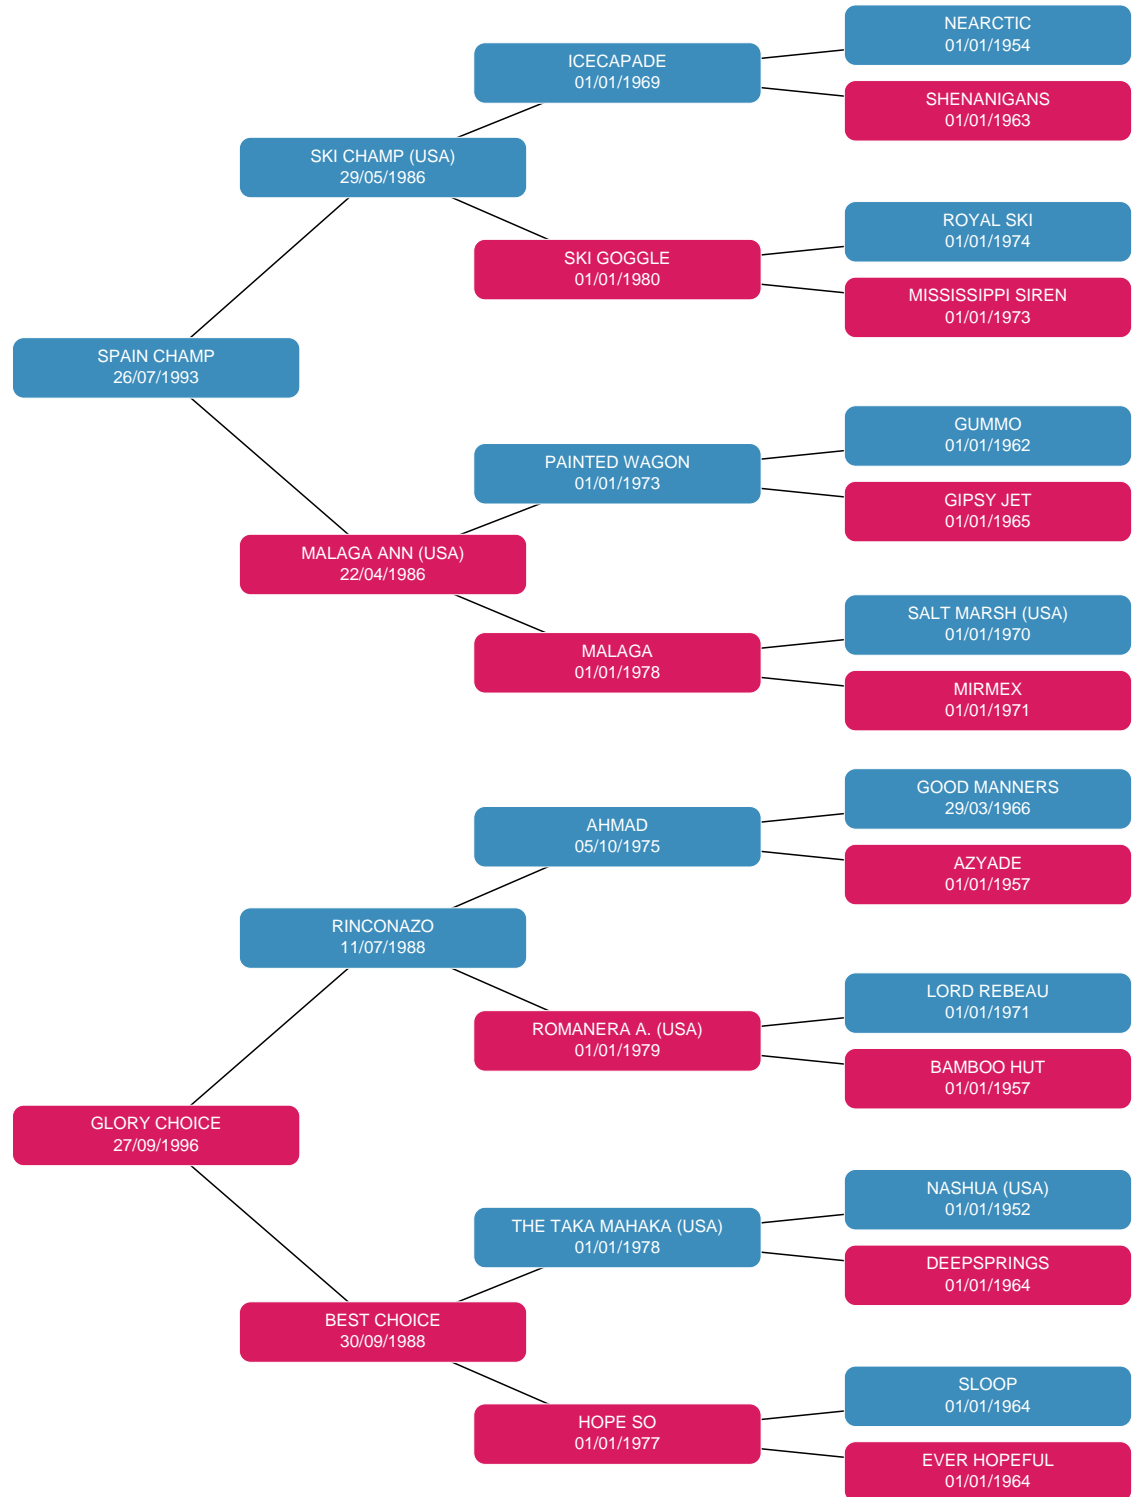 NEARCTIC
01/01/1954
ICECAPADE
01/01/1969
SHENANIGANS
01/01/1963
SKI CHAMP (USA)
29/05/1986
ROYAL SKI
01/01/1974
SKI GOGGLE
01/01/1980
MISSISSIPPI SIREN
01/01/1973
SPAIN CHAMP
26/07/1993
GUMMO
01/01/1962
PAINTED WAGON
01/01/1973
GIPSY JET
01/01/1965
MALAGA ANN (USA)
22/04/1986
SALT MARSH (USA)
01/01/1970
MALAGA
01/01/1978
MIRMEX
01/01/1971
GOOD MANNERS
29/03/1966
AHMAD
05/10/1975
AZYADE
01/01/1957
RINCONAZO
11/07/1988
LORD REBEAU
01/01/1971
ROMANERA A. (USA)
01/01/1979
BAMBOO HUT
01/01/1957
GLORY CHOICE
27/09/1996
NASHUA (USA)
01/01/1952
THE TAKA MAHAKA (USA)
01/01/1978
DEEPSPRINGS
01/01/1964
BEST CHOICE
30/09/1988
SLOOP
01/01/1964
HOPE SO
01/01/1977
EVER HOPEFUL
01/01/1964